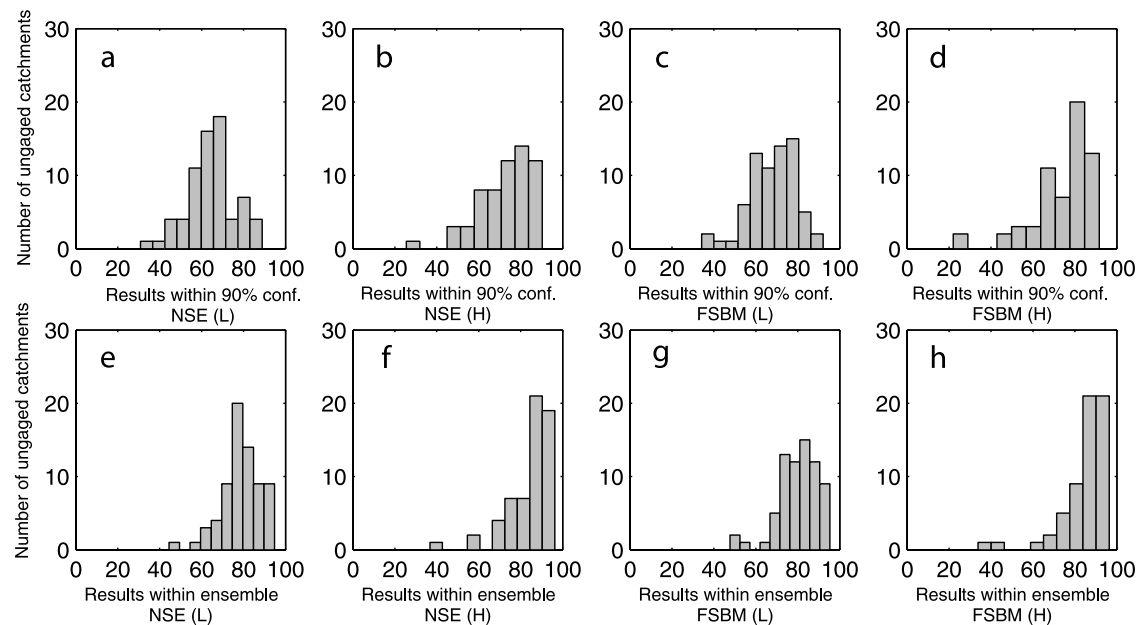 Number of ungaged catchments
30
20
10
0
a
0 20 40 60 80 100
Results within 90% conf.
NSE (L)
30
20
10
0
b
0 20 40 60 80 100
Results within 90% conf.
NSE (H)
30
20
10
0
c
0 20 40 60 80 100
Results within 90% conf.
FSBM (L)
30
20
10
0
d
0 20 40 60 80 100
Results within 90% conf.
FSBM (H)
Number of ungaged catchments
30
20
10
0
e
0 20 40 60 80 100
Results within ensemble
NSE (L)
30
20
10
0
f
0 20 40 60 80 100
Results within ensemble
NSE (H)
30
20
10
0
g
0 20 40 60 80 100
Results within ensemble
FSBM (L)
30
20
10
0
h
0 20 40 60 80 100
Results within ensemble
FSBM (H)